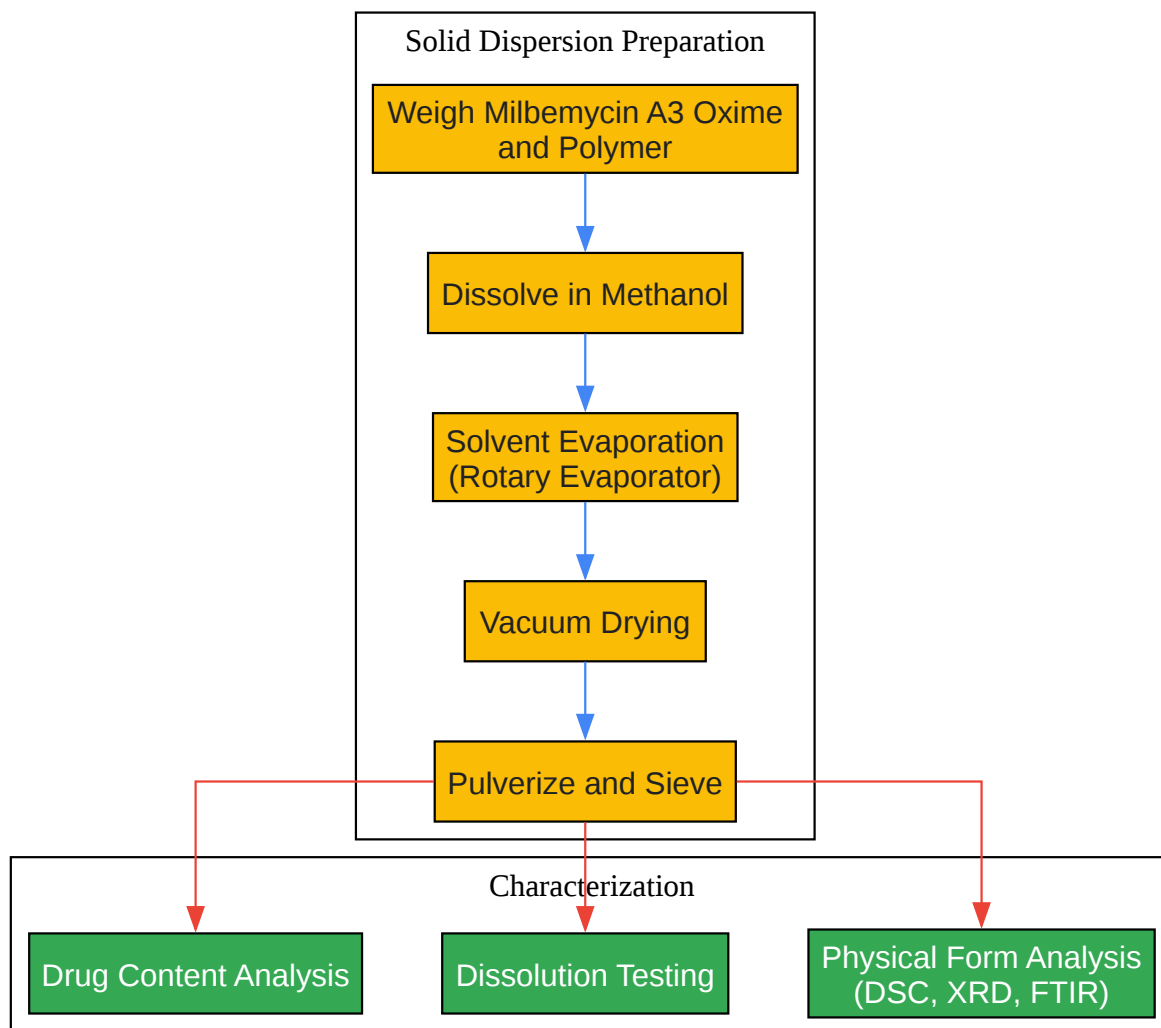 Solid Dispersion Preparation
Weigh Milbemycin A3 Oxime
and Polymer
Dissolve in Methanol
Solvent Evaporation
(Rotary Evaporator)
Vacuum Drying
Pulverize and Sieve
Characterization
Drug Content Analysis
Dissolution Testing
Physical Form Analysis
(DSC, XRD, FTIR)